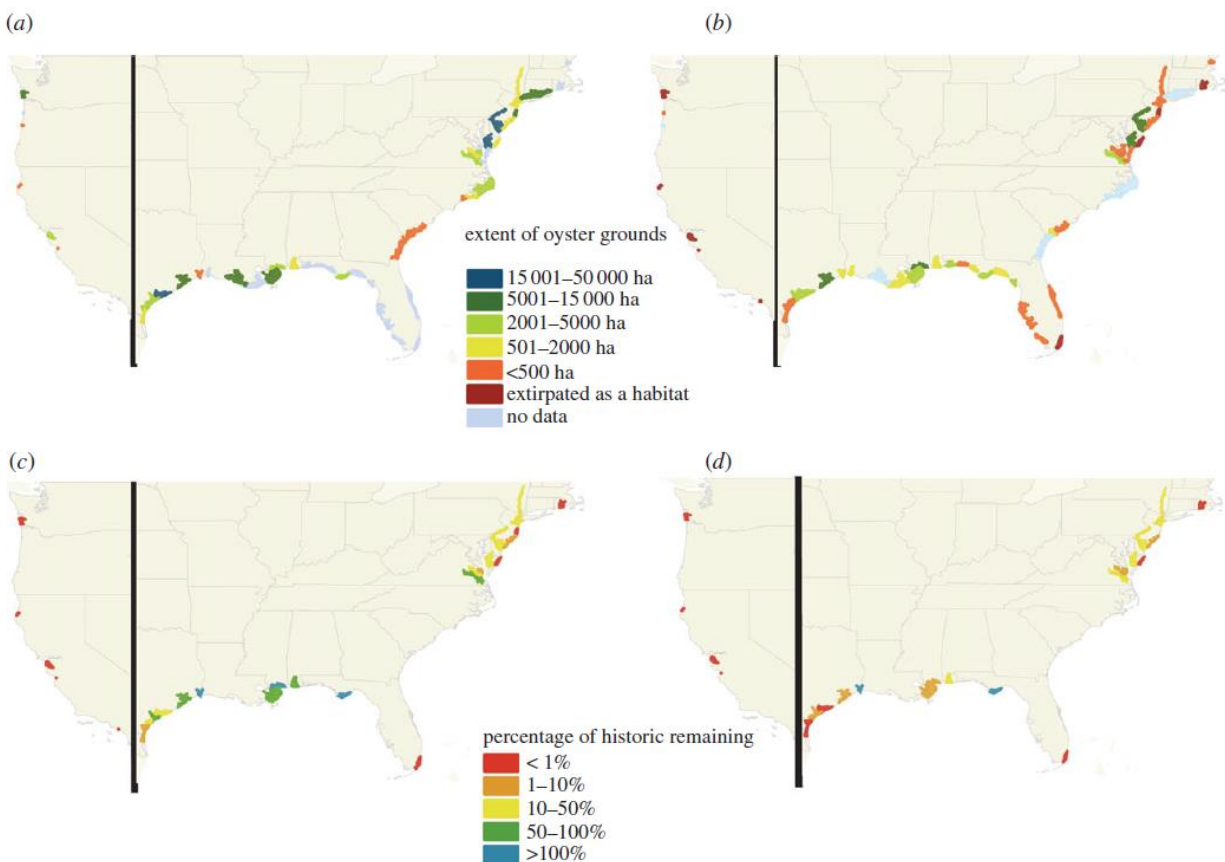 (a)
(b)
extent of oyster grounds
15 001–50 000 ha
5001–15 000 ha
2001–5000 ha
501–2000 ha
<500 ha
extirpated as a habitat
no data
(c)
(d)
percentage of historic remaining
< 1%
1–10%
10–50%
50–100%
>100%